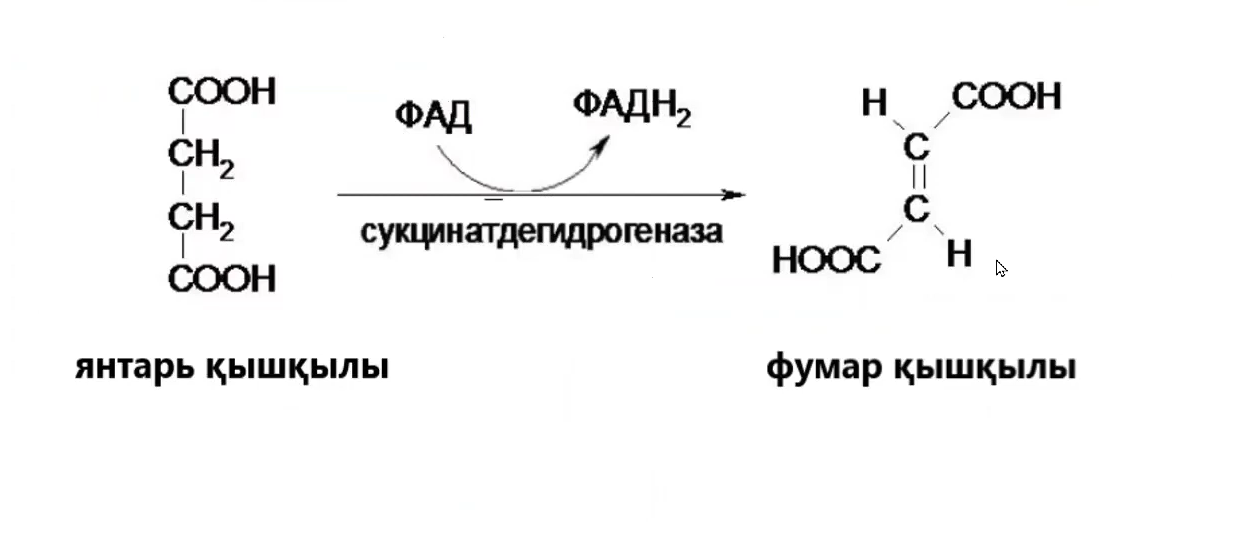 COOH
CH2
CH2
COOH
ФАД
ФАДН2
сукцинатдегидрогеназа
H
COOH
C
C
HOOC
H
янтарь қышқылы
фумар қышқылы